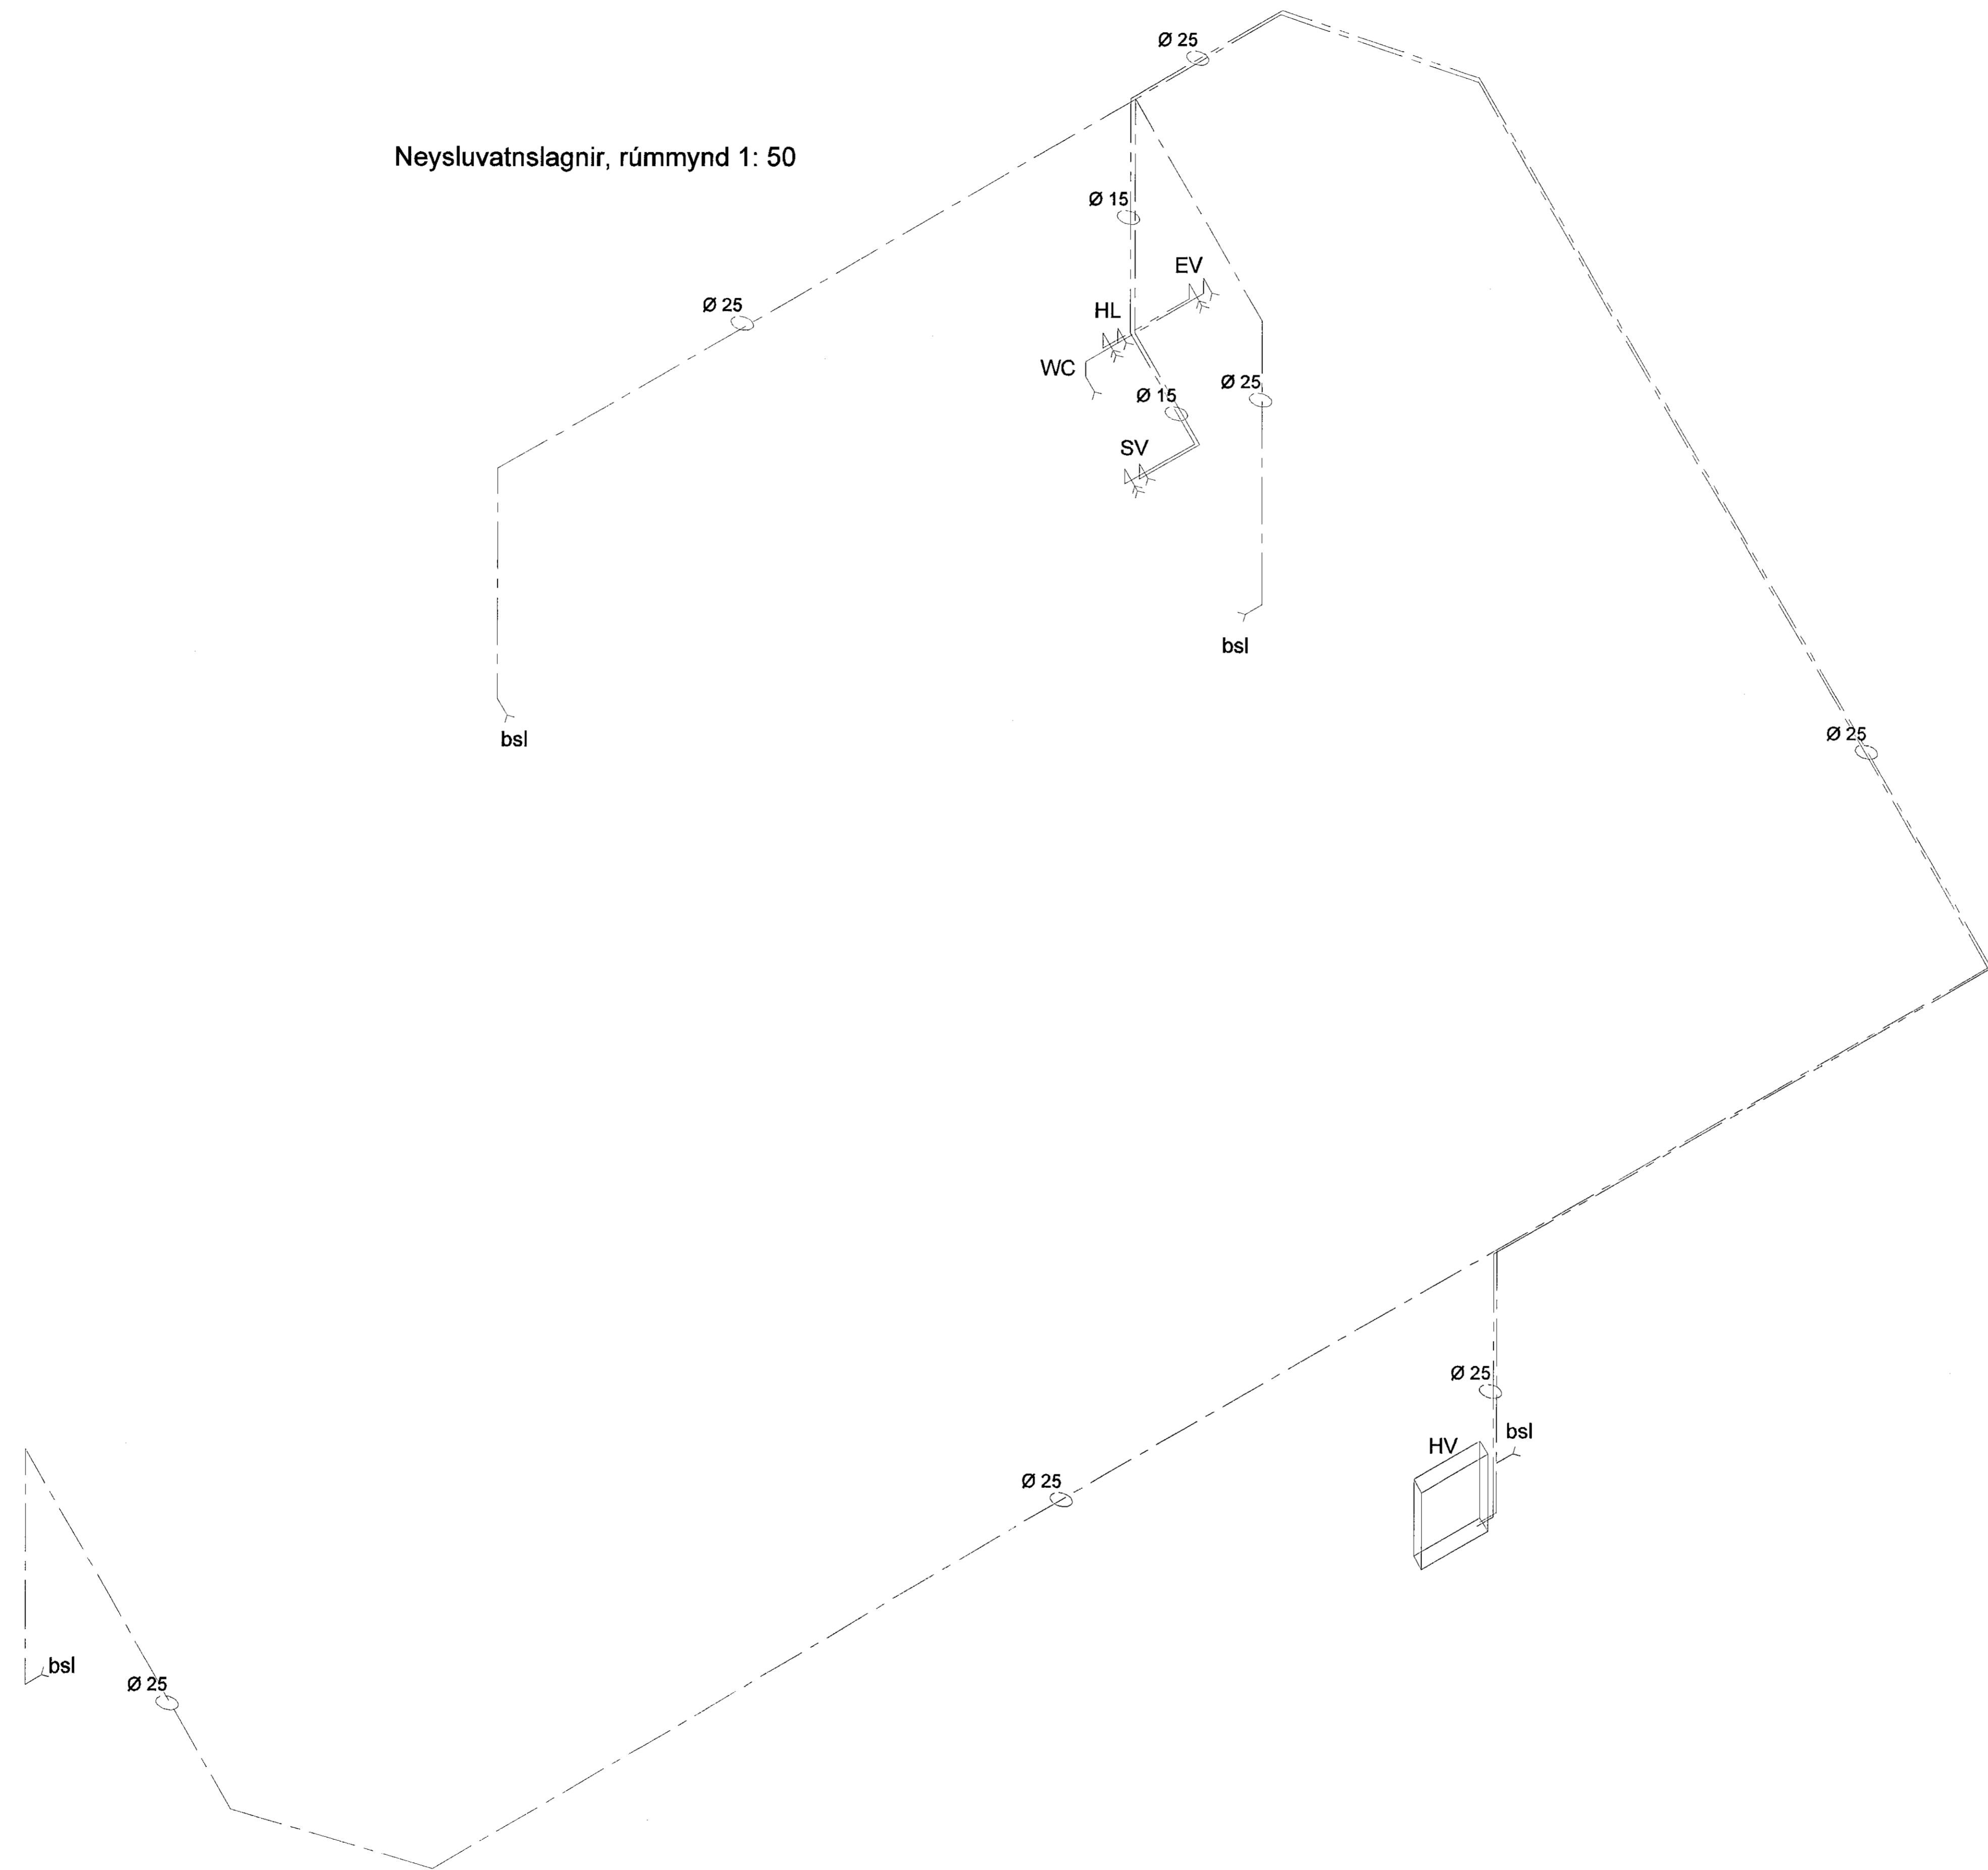 Ø 25
Neysluvatnslagnir, rúmmynd 1: 50
Ø 15
EV
Ø 25
HL
WC
Ø 25
Ø 15
SV
bsl
Ø 25
bsl
Ø 25
bsl
HV
Ø 25
bsl
Ø 25